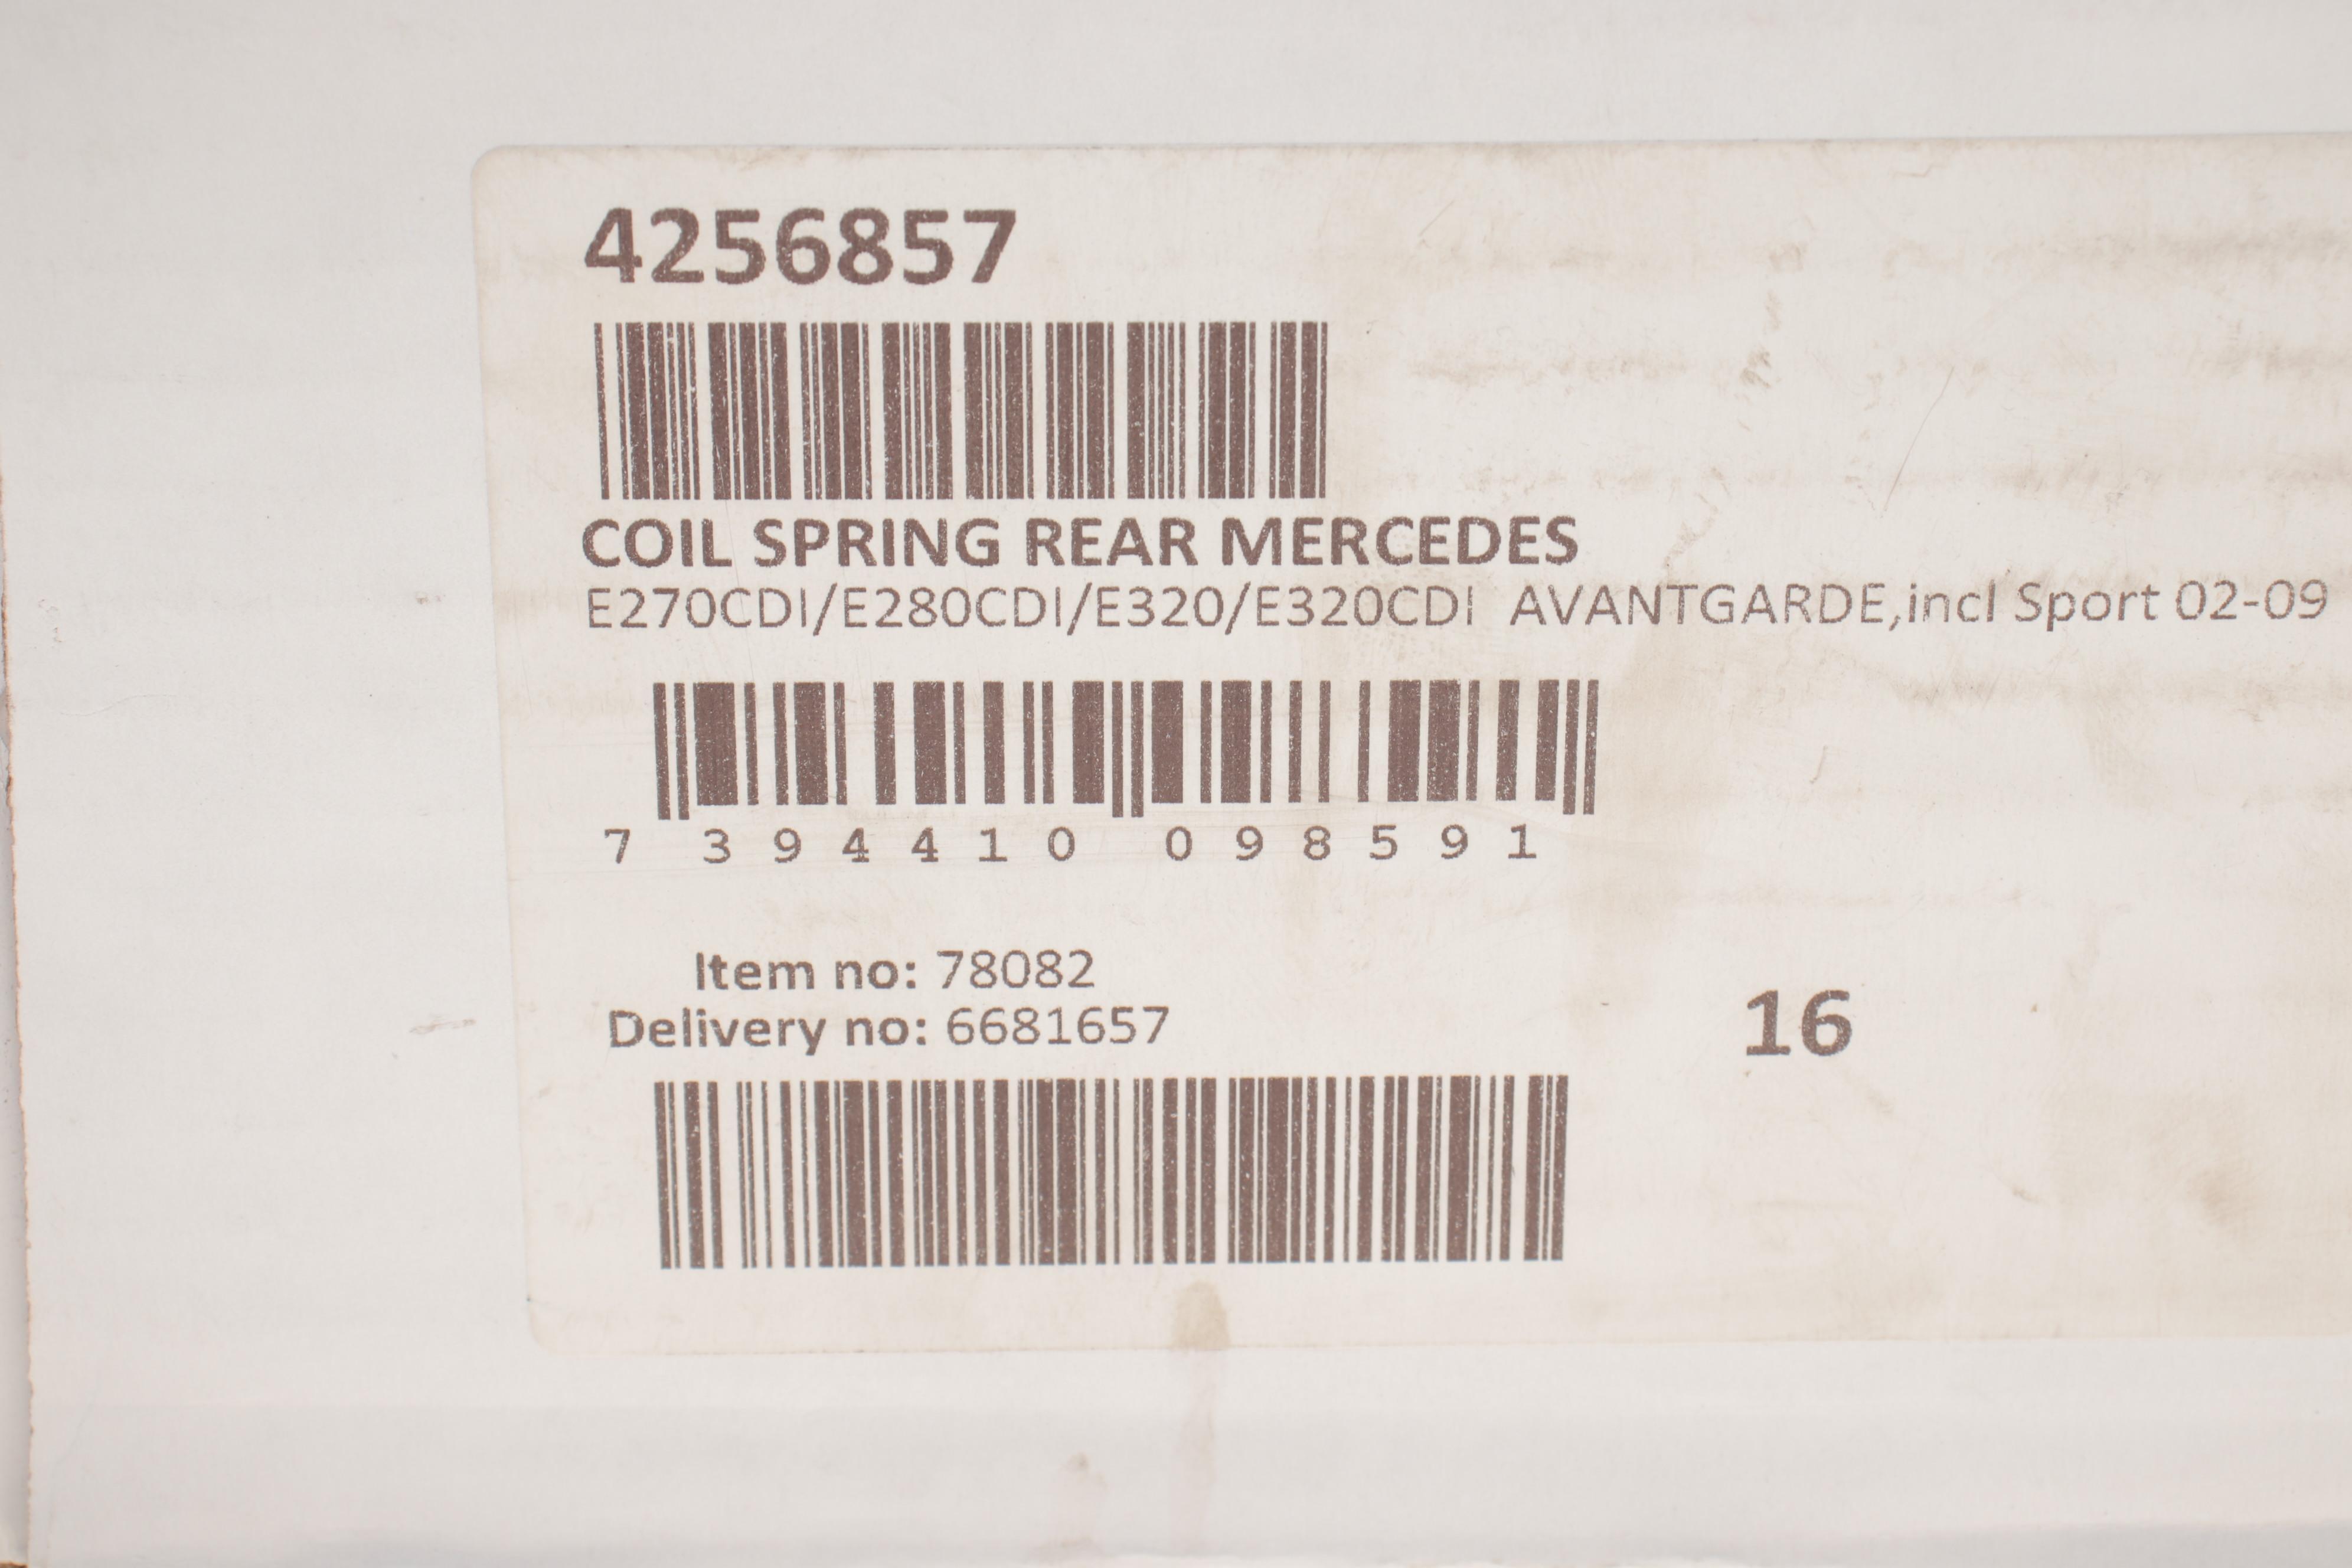 4256857
COIL SPRING REAR MERCEDES
E270CDI/E280CDI/E320/E320CDI AVANTGARDE,incl Sport 02-09
7 394410 098591
Item no: 78082
Delivery no: 6681657
16